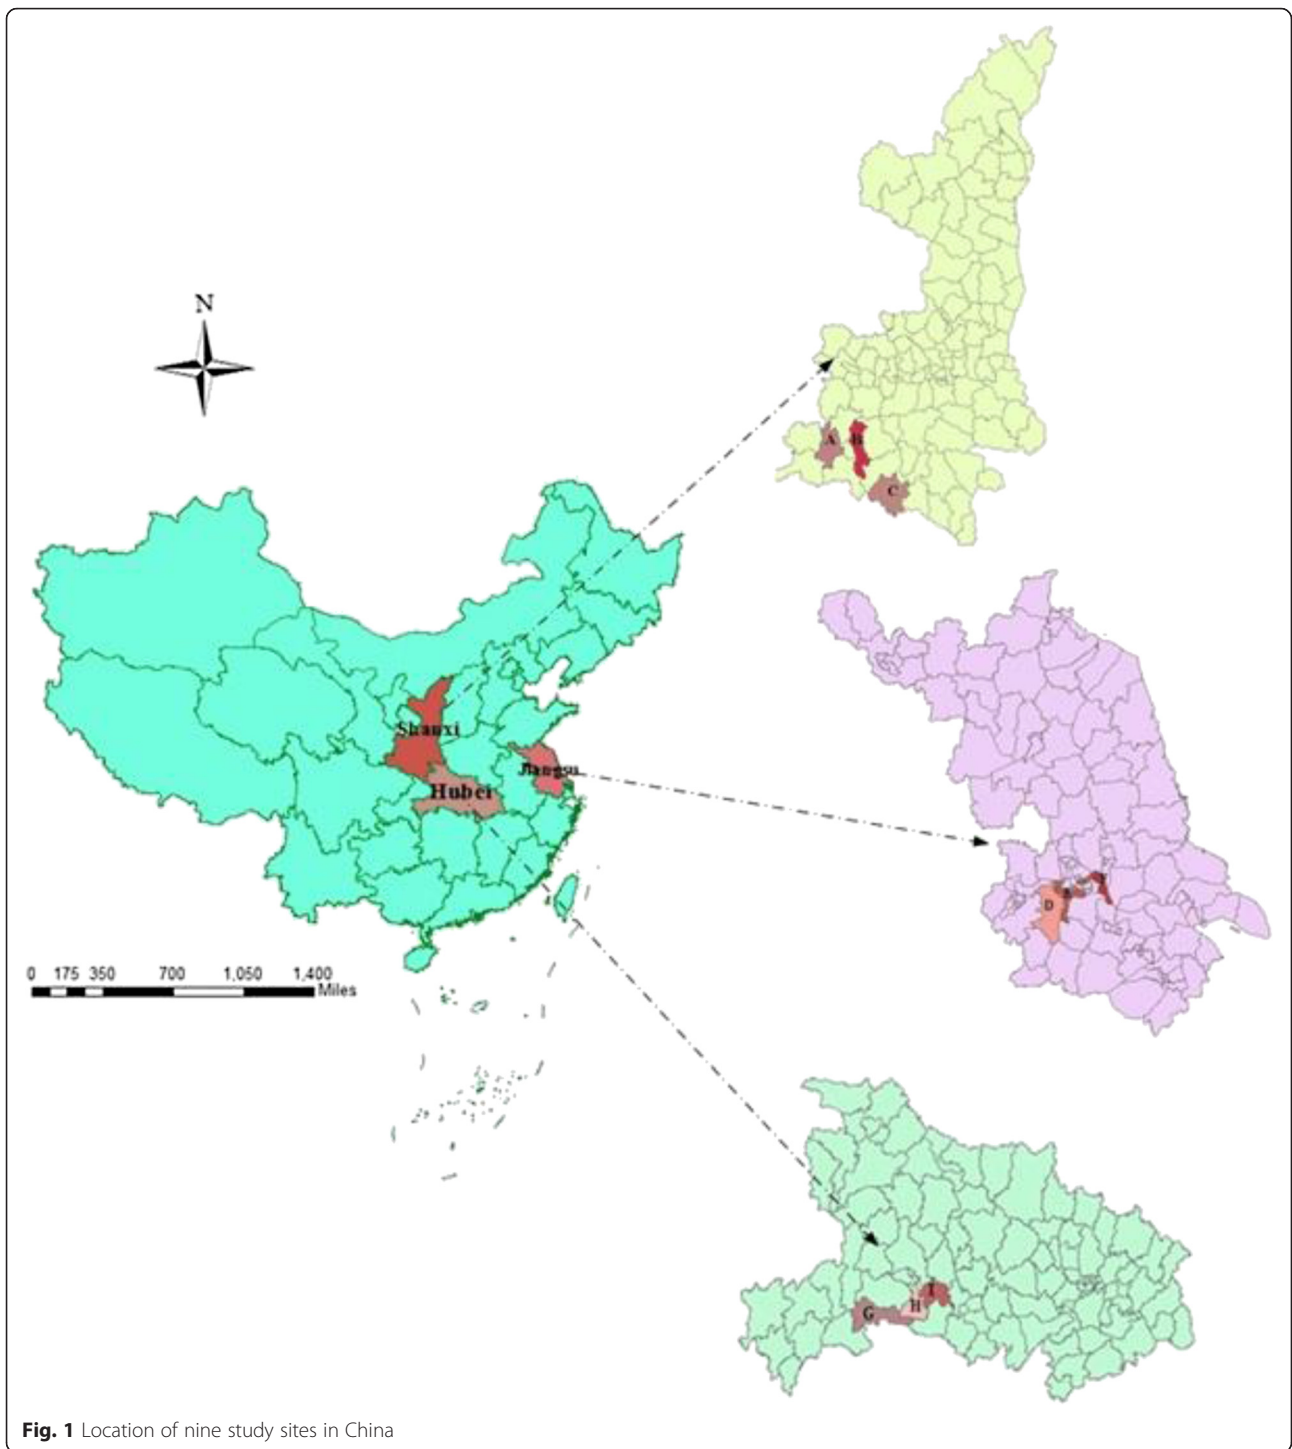 N
A
B
C
Shanxi
Jiangsu
Hubei
D
0 175 350 700 1,050 1,400
Miles
G
H
I
Fig. 1 Location of nine study sites in China